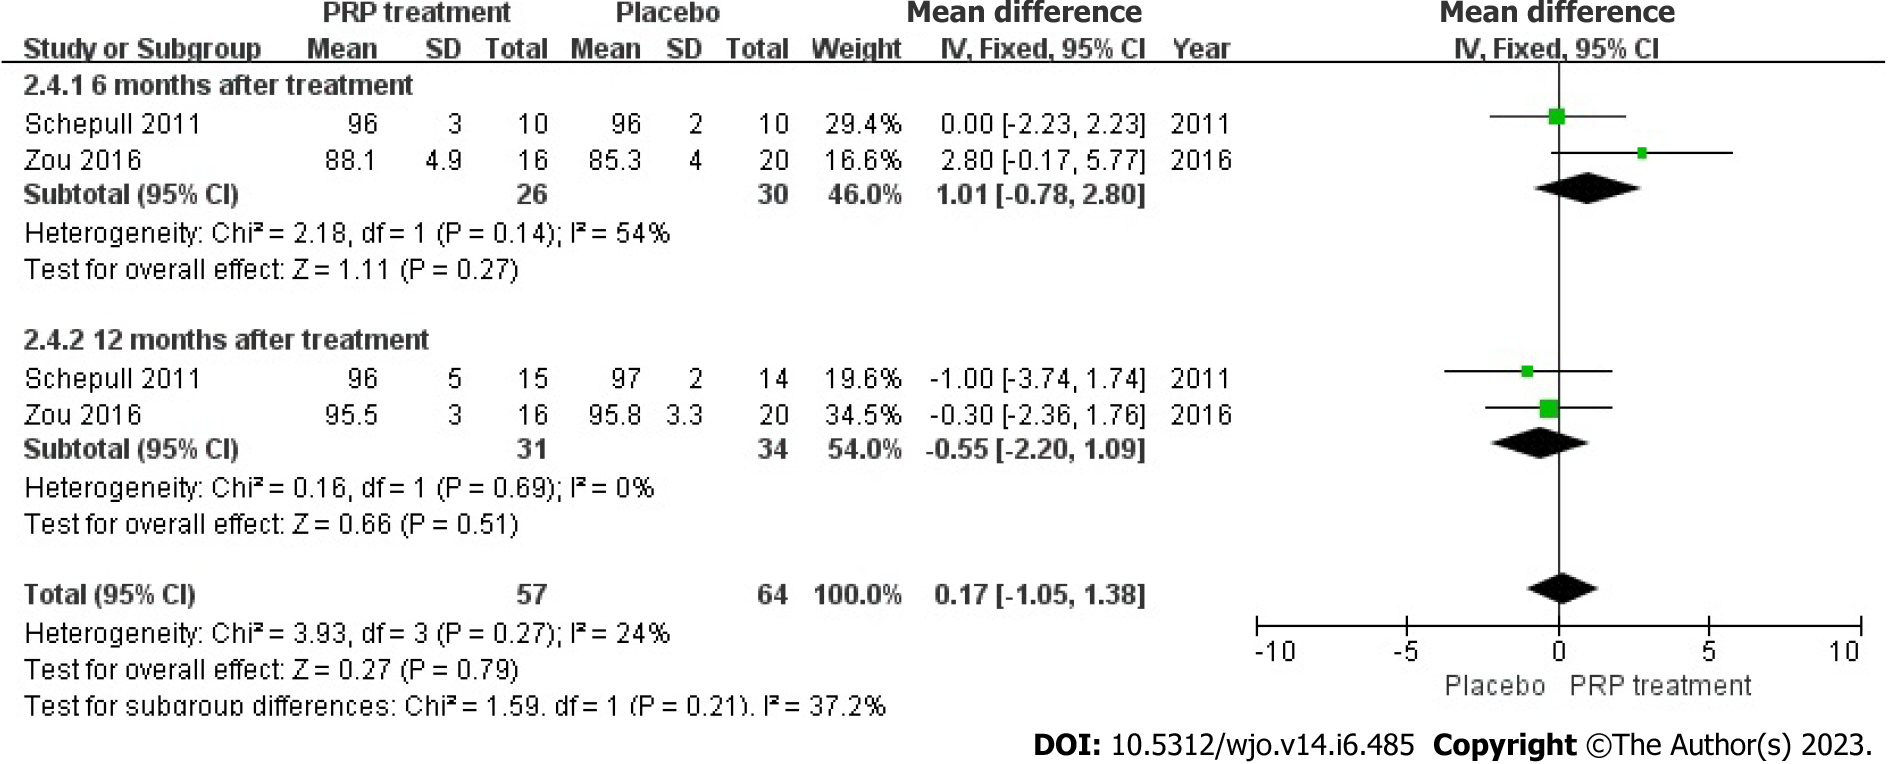 PRP treatment Placebo Mean difference Mean difference
Study or Subgroup Mean SD Total Mean SD Total Weight IV, Fixed, 95% CI Year IV, Fixed, 95% CI
2.4.1 6 months after treatment
Schepull 2011 96 3 10 96 2 10 29.4% 0.00 [-2.23, 2.23] 2011
Zou 2016 88.1 4.9 16 85.3 4 20 16.6% 2.80 [-0.17, 5.77] 2016
Subtotal (95% CI) 26 30 46.0% 1.01 [-0.78, 2.80]
Heterogeneity: Chi² = 2.18, df = 1 (P = 0.14); I² = 54%
Test for overall effect: Z = 1.11 (P = 0.27)
2.4.2 12 months after treatment
Schepull 2011 96 5 15 97 2 14 19.6% -1.00 [-3.74, 1.74] 2011
Zou 2016 95.5 3 16 95.8 3.3 20 34.5% -0.30 [-2.36, 1.76] 2016
Subtotal (95% CI) 31 34 54.0% -0.55 [-2.20, 1.09]
Heterogeneity: Chi² = 0.16, df = 1 (P = 0.69); I² = 0%
Test for overall effect: Z = 0.66 (P = 0.51)
Total (95% CI) 57 64 100.0% 0.17 [-1.05, 1.38]
Heterogeneity: Chi² = 3.93, df = 3 (P = 0.27); I² = 24%
Test for overall effect: Z = 0.27 (P = 0.79)
Test for subgroup differences: Chi² = 1.59. df = 1 (P = 0.21). I² = 37.2%
-10 -5 0 5 10
Placebo PRP treatment
DOI: 10.5312/wjo.v14.i6.485 Copyright ©The Author(s) 2023.